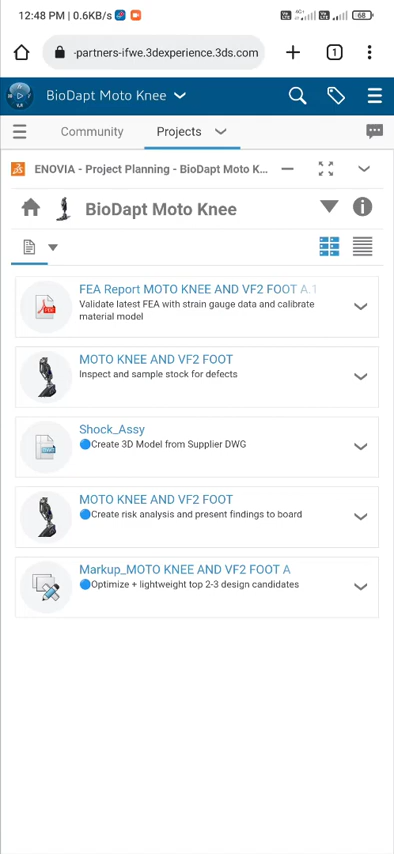 12:48 PM | 0.6KB/s
68
-partners-ifwe.3dexperience.3ds.com
1
BioDapt Moto Knee
Community
Projects
ENOVIA - Project Planning - BioDapt Moto K...
BioDapt Moto Knee
FEA Report MOTO KNEE AND VF2 FOOT A.1
Validate latest FEA with strain gauge data and calibrate
material model
PDF
MOTO KNEE AND VF2 FOOT
Inspect and sample stock for defects
Shock_Assy
Create 3D Model from Supplier DWG
MOTO KNEE AND VF2 FOOT
Create risk analysis and present findings to board
Markup_MOTO KNEE AND VF2 FOOT A
Optimize + lightweight top 2-3 design candidates